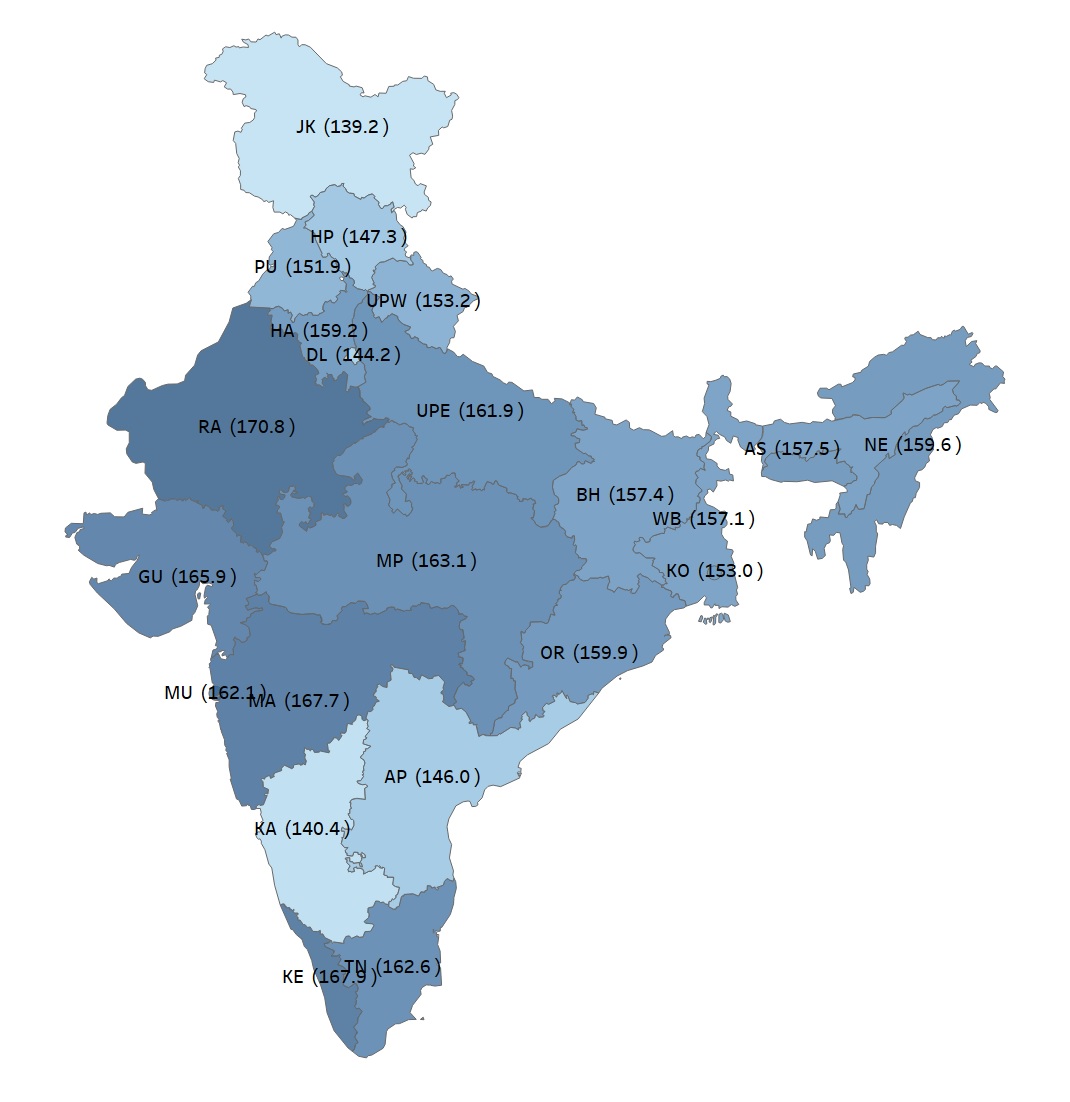 JK (139.2)
HP (147.3)
PU (151.9)
UPW (153.2)
HA (159.2)
DL (144.2)
UPE (161.9)
RA (170.8)
NE (159.6)
AS (157.5)
BH (157.4)
WB (157.1)
MP (163.1)
KO (153.0)
GU (165.9)
OR (159.9)
MU (162.1)
MA (167.7)
AP (146.0)
KA (140.4)
TN (162.6)
KE (167.9)